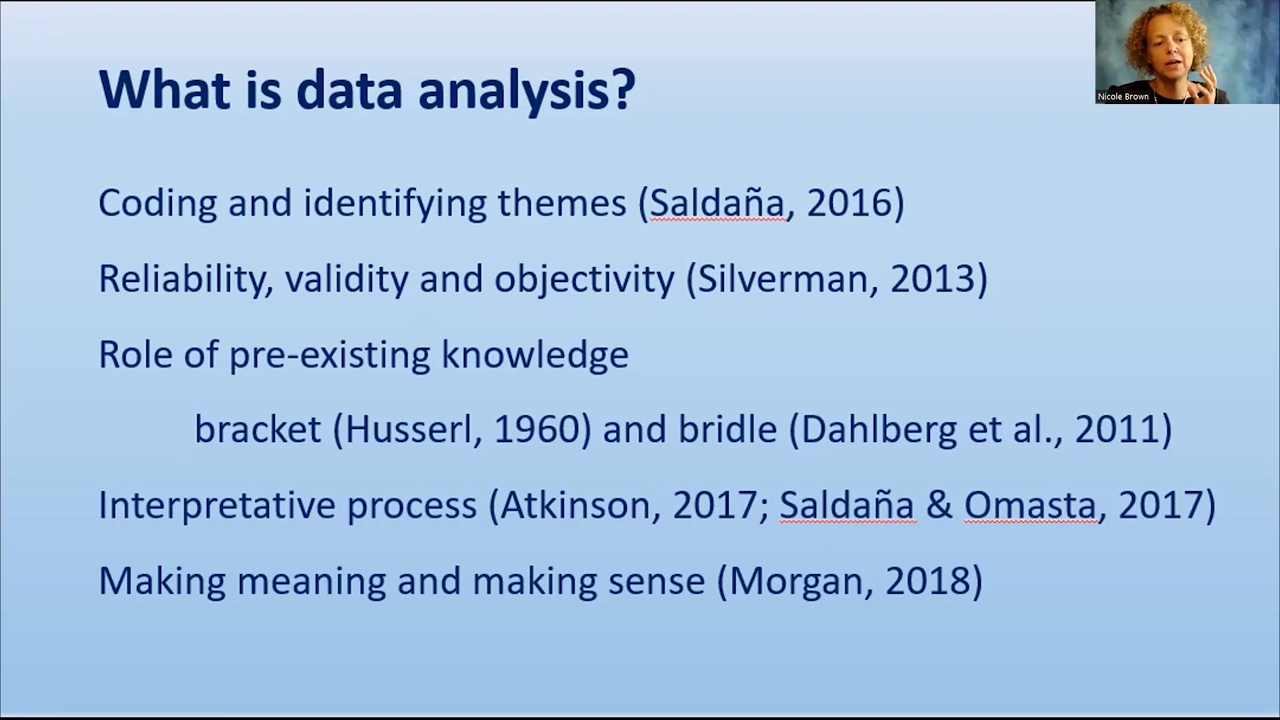 What is data analysis?
Nicole Brown
Coding and identifying themes (Saldaña, 2016)
Reliability, validity and objectivity (Silverman, 2013)
Role of pre-existing knowledge
bracket (Husserl, 1960) and bridle (Dahlberg et al., 2011)
Interpretative process (Atkinson, 2017; Saldaña & Omasta, 2017)
Making meaning and making sense (Morgan, 2018)